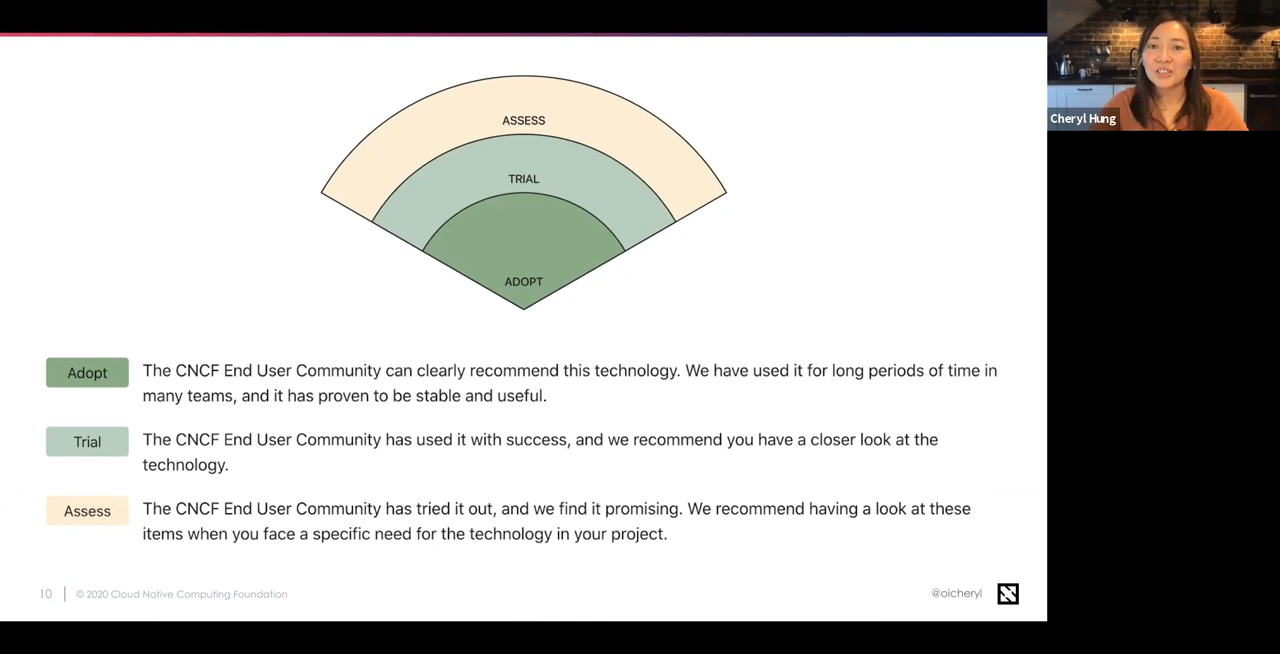 Cheryl Hung
ASSESS
TRIAL
ADOPT
Adopt
The CNCF End User Community can clearly recommend this technology. We have used it for long periods of time in
many teams, and it has proven to be stable and useful.
Trial
The CNCF End User Community has used it with success, and we recommend you have a closer look at the
technology.
Assess
The CNCF End User Community has tried it out, and we find it promising. We recommend having a look at these
items when you face a specific need for the technology in your project.
10
© 2020 Cloud Native Computing Foundation
@oicheryl